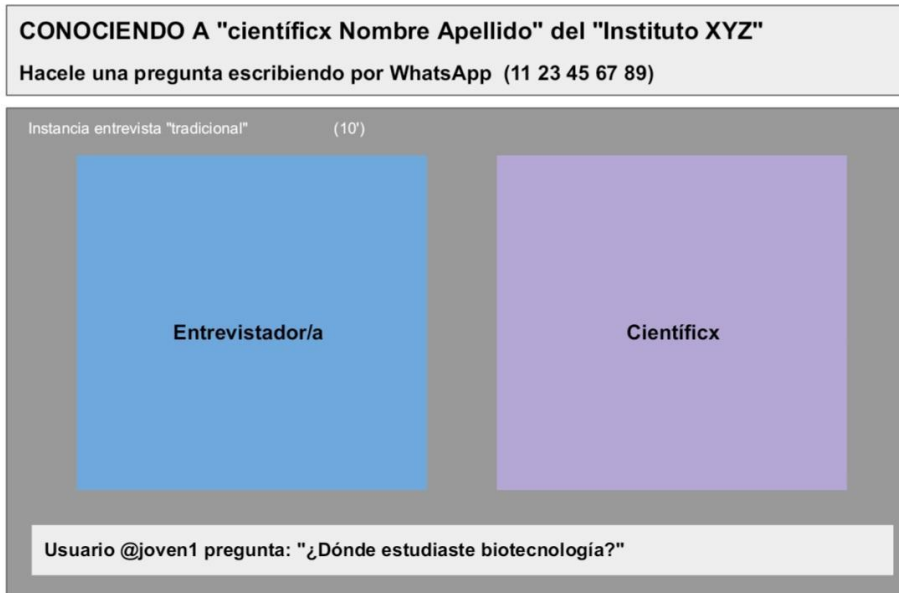 CONOCIENDO A "científicx Nombre Apellido" del "Instituto XYZ"
Hacele una pregunta escribiendo por WhatsApp (11 23 45 67 89)
Instancia entrevista "tradicional" (10')
Entrevistador/a
Científicx
Usuario @joven1 pregunta: "¿Dónde estudiaste biotecnología?"